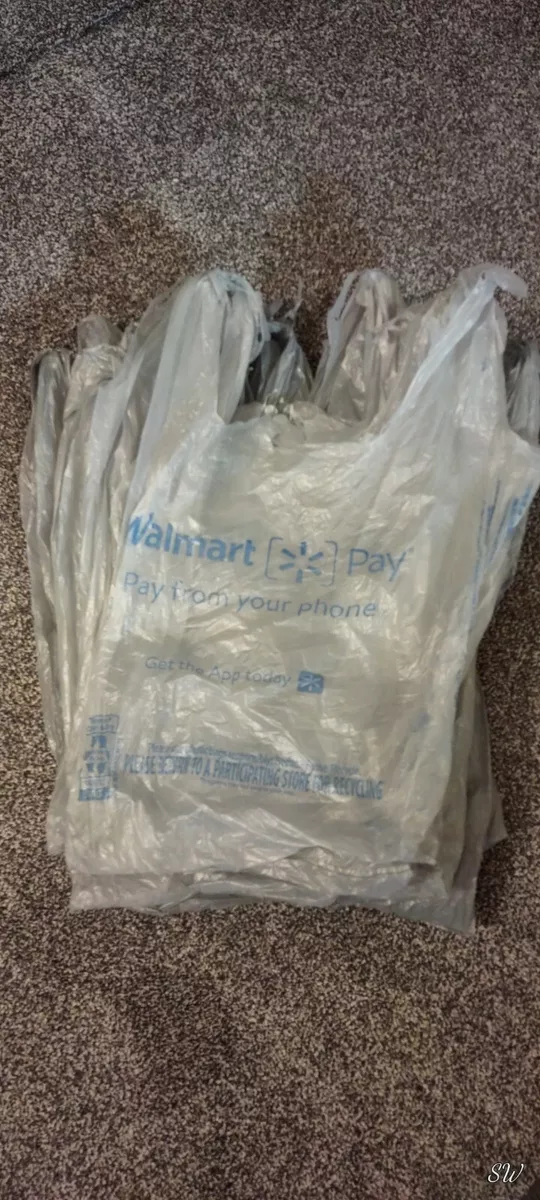 Walmart Pay
Pay from your phone
Get the App today
PLEASE RETURN TO A PARTICIPATING STORE FOR RECYCLING
SW